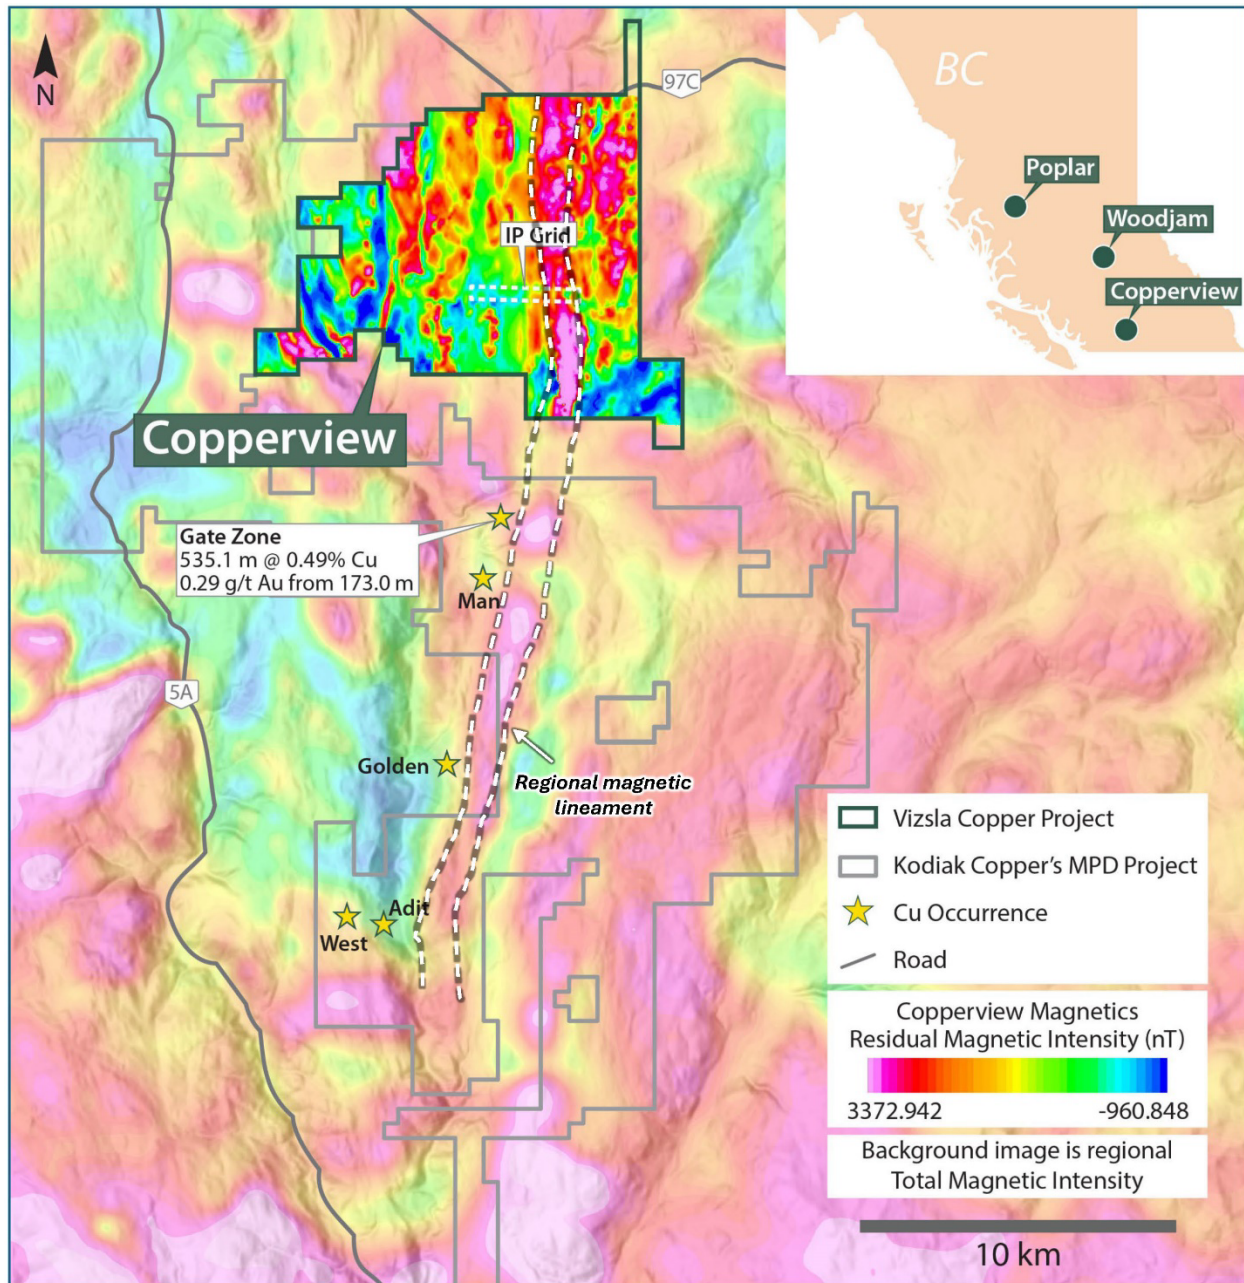 N
97C
BC
Poplar
Woodjam
Copperview
IP Grid
Copperview
Gate Zone
535.1 m @ 0.49% Cu
0.29 g/t Au from 173.0 m
Man
5A
Golden
Regional magnetic
lineament
Adit
West
Vizsla Copper Project
Kodiak Copper's MPD Project
Cu Occurrence
Road
Copperview Magnetics
Residual Magnetic Intensity (nT)
3372.942 -960.848
Background image is regional
Total Magnetic Intensity
10 km